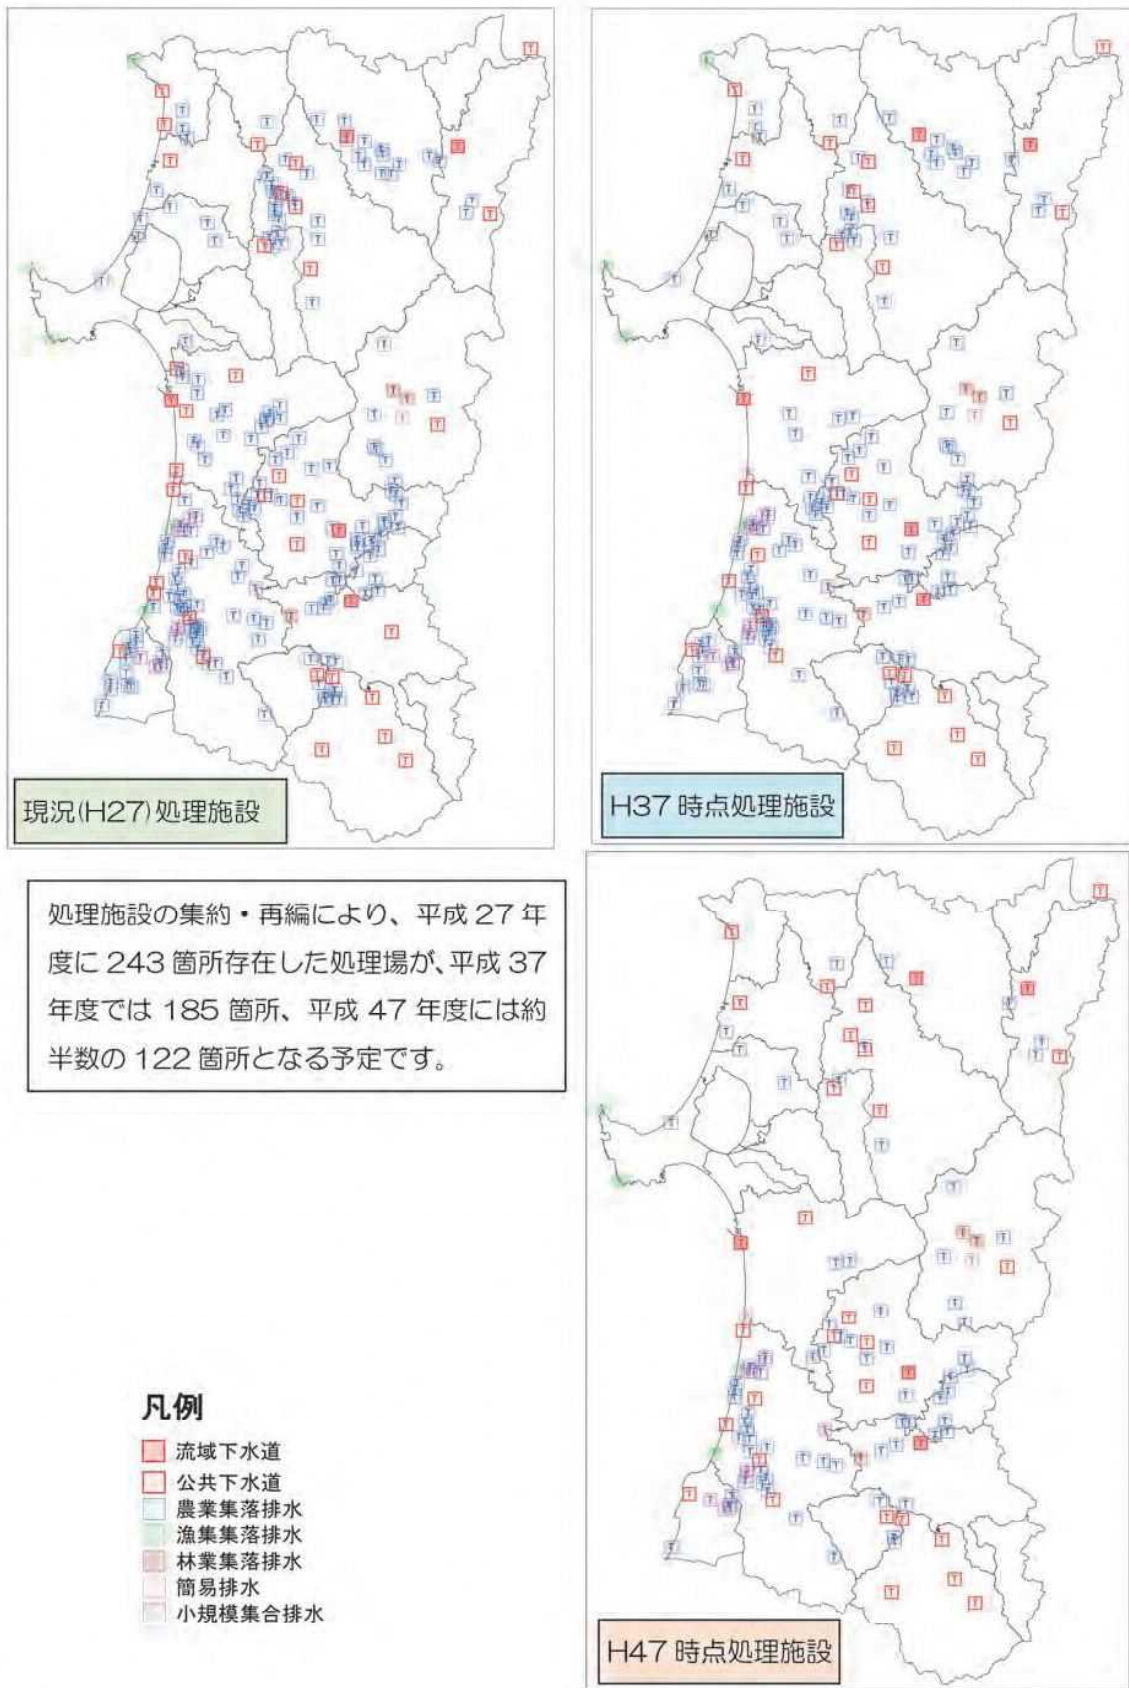 現況(H27)処理施設
H37 時点処理施設
処理施設の集約・再編により、平成 27 年
度に 243 箇所存在した処理場が、平成 37
年度では 185 箇所、平成 47 年度には約
半数の 122 箇所となる予定です。
凡例
流域下水道
公共下水道
農業集落排水
漁集集落排水
林業集落排水
簡易排水
小規模集合排水
H47 時点処理施設